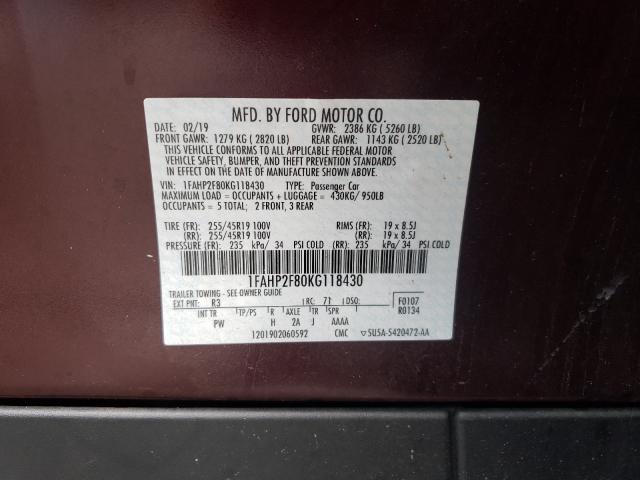 MFD. BY FORD MOTOR CO.
DATE: 02/19 GVWR: 2386 KG ( 5260 LB)
FRONT GAWR: 1279 KG ( 2820 LB) REAR GAWR: 1143 KG ( 2520 LB)
THIS VEHICLE CONFORMS TO ALL APPLICABLE FEDERAL MOTOR
VEHICLE SAFETY, BUMPER, AND THEFT PREVENTION STANDARDS
IN EFFECT ON THE DATE OF MANUFACTURE SHOWN ABOVE.
VIN: 1FAHP2F80KG118430 TYPE: Passenger Car
MAXIMUM LOAD = OCCUPANTS + LUGGAGE = 430KG/ 950LB
OCCUPANTS = 5 TOTAL; 2 FRONT, 3 REAR
TIRE (FR): 255/45R19 100V RIMS (FR): 19 x 8.5J
(RR): 255/45R19 100V (RR): 19 x 8.5J
PRESSURE (FR): 235 kPa/ 34 PSI COLD (RR): 235 kPa/ 34 PSI COLD
1FAHP2F80KG118430
TRAILER TOWING - SEE OWNER GUIDE
EXT PNT: R3 RC: 71 DSO: F0107
R0134
INT TR TP/PS R AXLE TR SPR
PW H 2A J AAAA
1201902060592 CMC ▽5U5A-5420472-AA